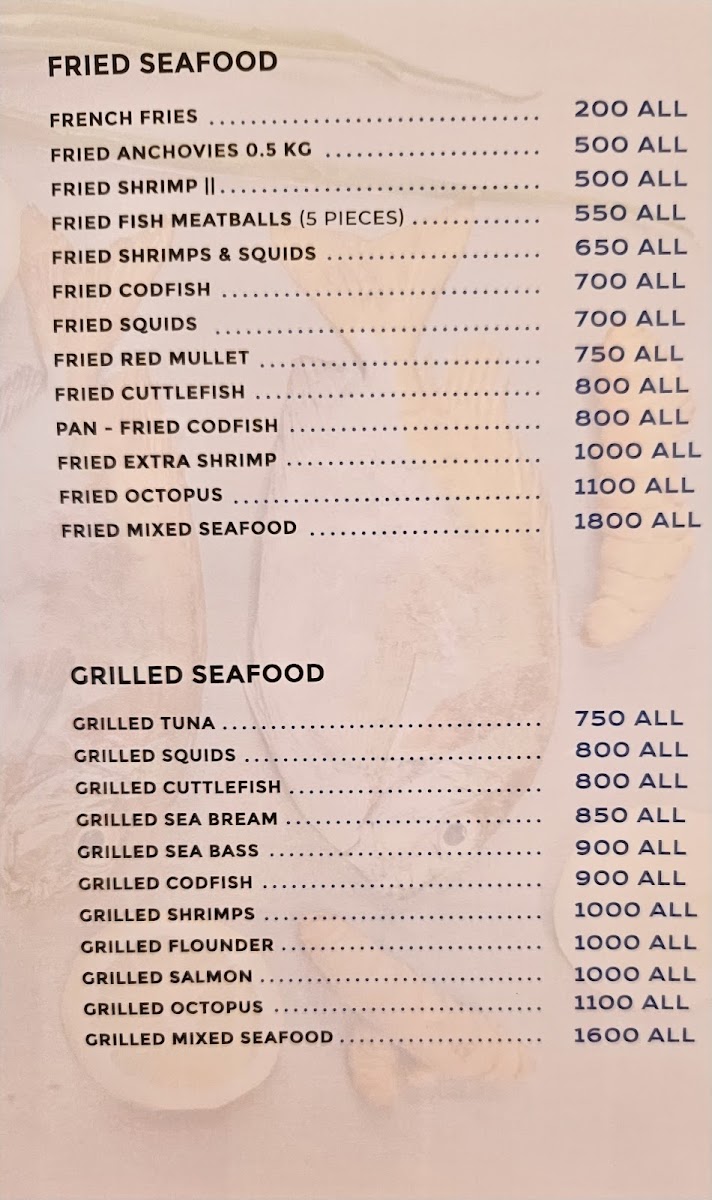 FRIED SEAFOOD
FRENCH FRIES ................................ 200 ALL
FRIED ANCHOVIES 0.5 KG ..................... 500 ALL
FRIED SHRIMP ||............................... 500 ALL
FRIED FISH MEATBALLS (5 PIECES) ............. 550 ALL
FRIED SHRIMPS & SQUIDS ..................... 650 ALL
FRIED CODFISH ............................... 700 ALL
FRIED SQUIDS ................................ 700 ALL
FRIED RED MULLET ........................... 750 ALL
FRIED CUTTLEFISH ............................ 800 ALL
PAN - FRIED CODFISH ......................... 800 ALL
FRIED EXTRA SHRIMP ......................... 1000 ALL
FRIED OCTOPUS .............................. 1100 ALL
FRIED MIXED SEAFOOD ....................... 1800 ALL
GRILLED SEAFOOD
GRILLED TUNA ................................ 750 ALL
GRILLED SQUIDS .............................. 800 ALL
GRILLED CUTTLEFISH ......................... 800 ALL
GRILLED SEA BREAM .......................... 850 ALL
GRILLED SEA BASS ........................... 900 ALL
GRILLED CODFISH ............................ 900 ALL
GRILLED SHRIMPS ............................ 1000 ALL
GRILLED FLOUNDER .......................... 1000 ALL
GRILLED SALMON ............................ 1000 ALL
GRILLED OCTOPUS ........................... 1100 ALL
GRILLED MIXED SEAFOOD ..................... 1600 ALL